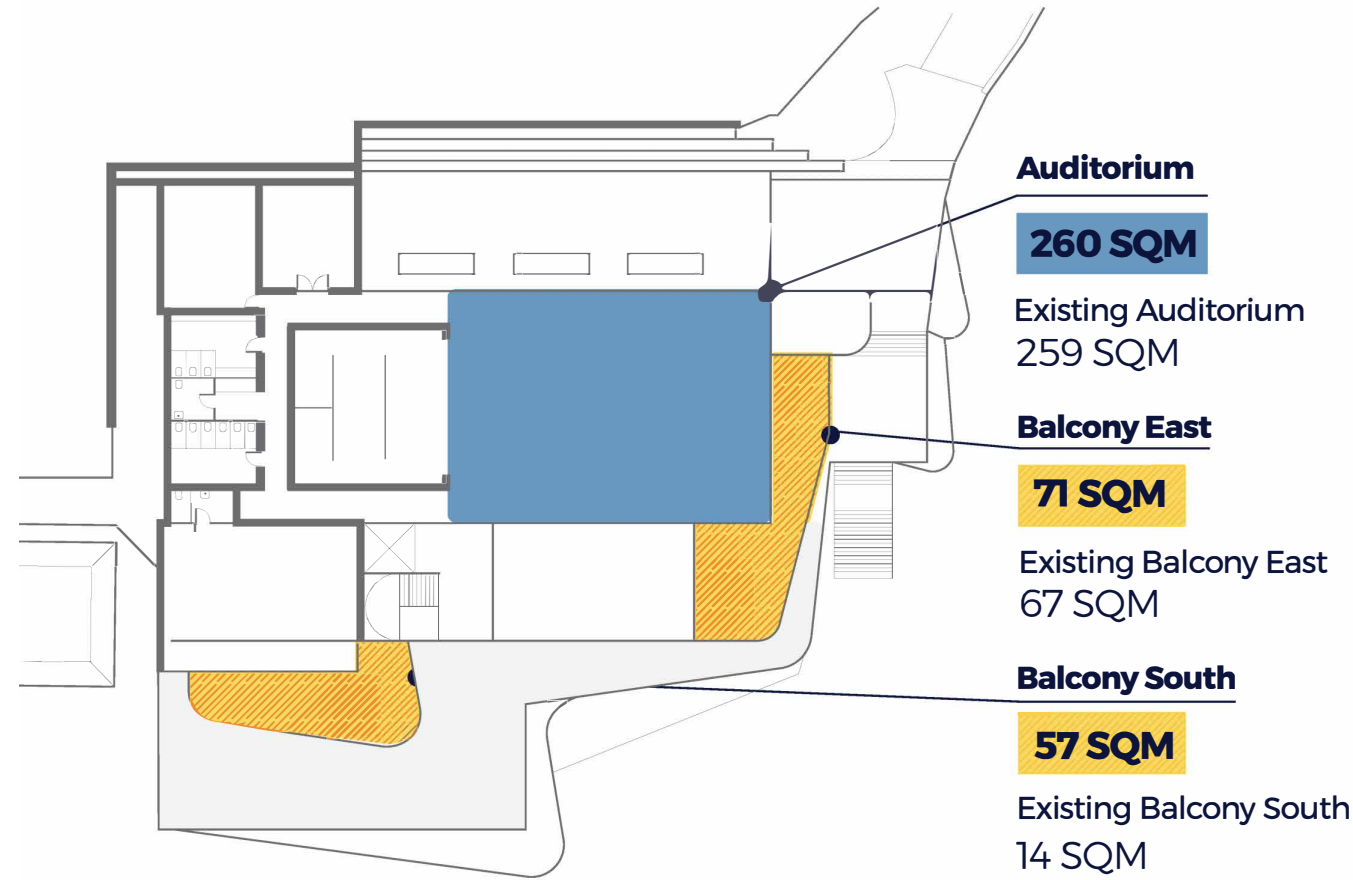 Auditorium
260 SQM
Existing Auditorium
259 SQM
Balcony East
71 SQM
Existing Balcony East
67 SQM
Balcony South
57 SQM
Existing Balcony South
14 SQM